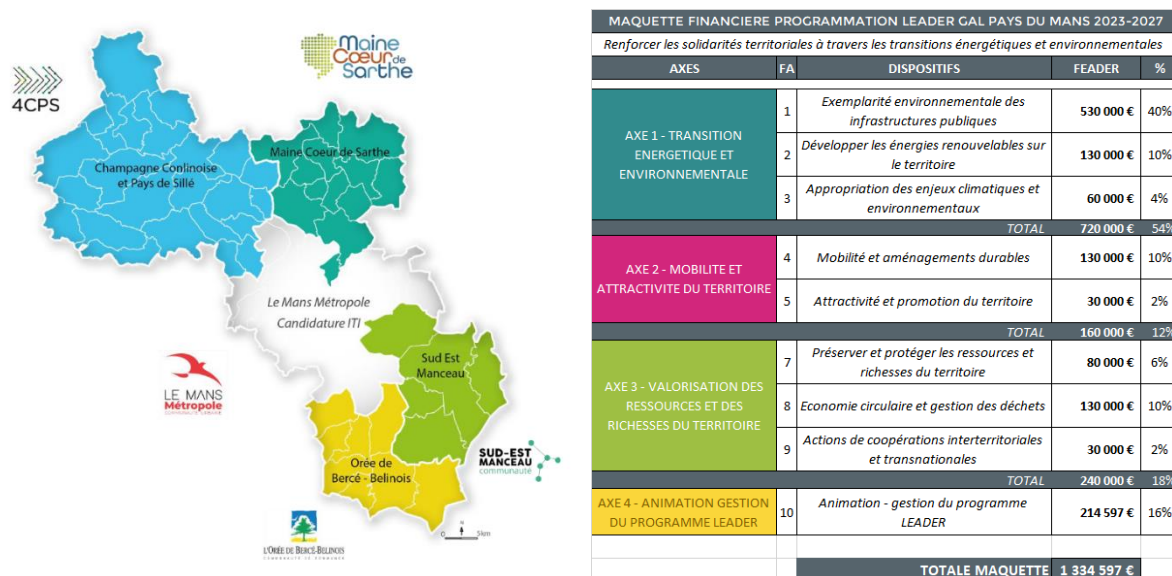 4CPS
Maine
Cœur de
Sarthe
Champagne Conlinoise
et Pays de Sillé
Maine Coeur de Sarthe
Le Mans Métropole
Candidature ITI
LE MANS
Métropole
COMMUNAUTÉ URBAINE
Sud Est
Manceau
Orée de
Bercé - Belinois
SUD-EST
MANCEAU
communauté
L'ORÉE DE BERCÉ-BELINOIS
COMMUNAUTÉ DE COMMUNES
N
0 5km
MAQUETTE FINANCIERE PROGRAMMATION LEADER GAL PAYS DU MANS 2023-2027
Renforcer les solidarités territoriales à travers les transitions énergétiques et environnementales
AXES FA DISPOSITIFS FEADER %
AXE 1 - TRANSITION
ENERGETIQUE ET
ENVIRONNEMENTALE
1 Exemplarité environnementale des
infrastructures publiques
530 000 € 40%
2 Développer les énergies renouvelables sur
le territoire
130 000 € 10%
3 Appropriation des enjeux climatiques et
environnementaux
60 000 € 4%
TOTAL 720 000 € 54%
AXE 2 - MOBILITE ET
ATTRACTIVITE DU TERRITOIRE
4 Mobilité et aménagements durables 130 000 € 10%
5 Attractivité et promotion du territoire 30 000 € 2%
TOTAL 160 000 € 12%
AXE 3 - VALORISATION DES
RESSOURCES ET DES
RICHESSES DU TERRITOIRE
7 Préserver et protéger les ressources et
richesses du territoire
80 000 € 6%
8 Economie circulaire et gestion des déchets 130 000 € 10%
9 Actions de coopérations interterritoriales
et transnationales
30 000 € 2%
TOTAL 240 000 € 18%
AXE 4 - ANIMATION GESTION
DU PROGRAMME LEADER
10 Animation - gestion du programme
LEADER
214 597 € 16%
TOTALE MAQUETTE 1 334 597 €